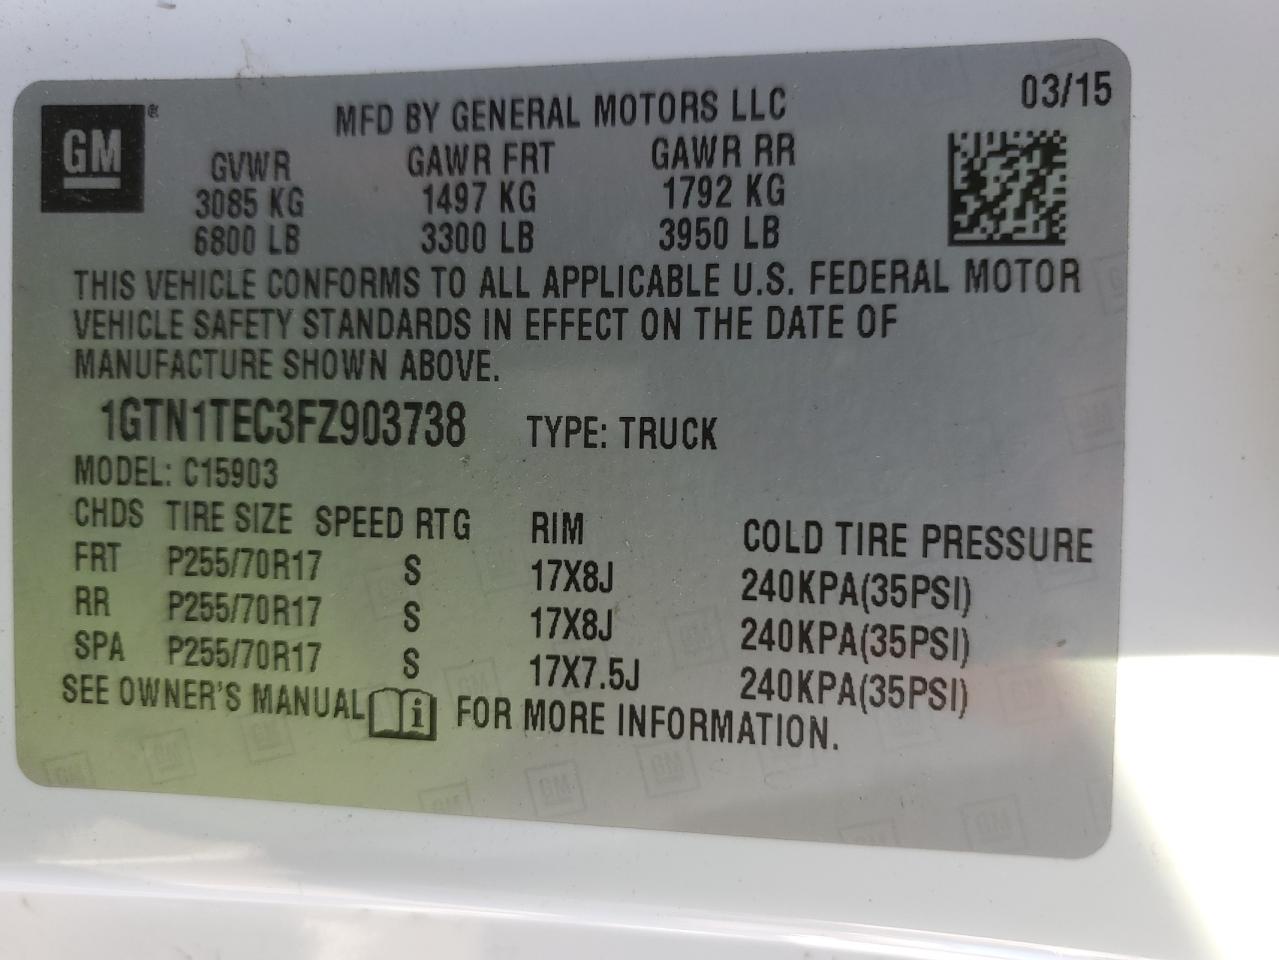 GM®
MFD BY GENERAL MOTORS LLC
03/15
GVWR GAWR FRT GAWR RR
3085 KG 1497 KG 1792 KG
6800 LB 3300 LB 3950 LB
THIS VEHICLE CONFORMS TO ALL APPLICABLE U.S. FEDERAL MOTOR
VEHICLE SAFETY STANDARDS IN EFFECT ON THE DATE OF
MANUFACTURE SHOWN ABOVE.
1GTN1TEC3FZ903738 TYPE: TRUCK
MODEL: C15903
CHDS TIRE SIZE SPEED RTG RIM COLD TIRE PRESSURE
FRT P255/70R17 S 17X8J 240KPA(35PSI)
RR P255/70R17 S 17X8J 240KPA(35PSI)
SPA P255/70R17 S 17X7.5J 240KPA(35PSI)
SEE OWNER'S MANUAL i FOR MORE INFORMATION.